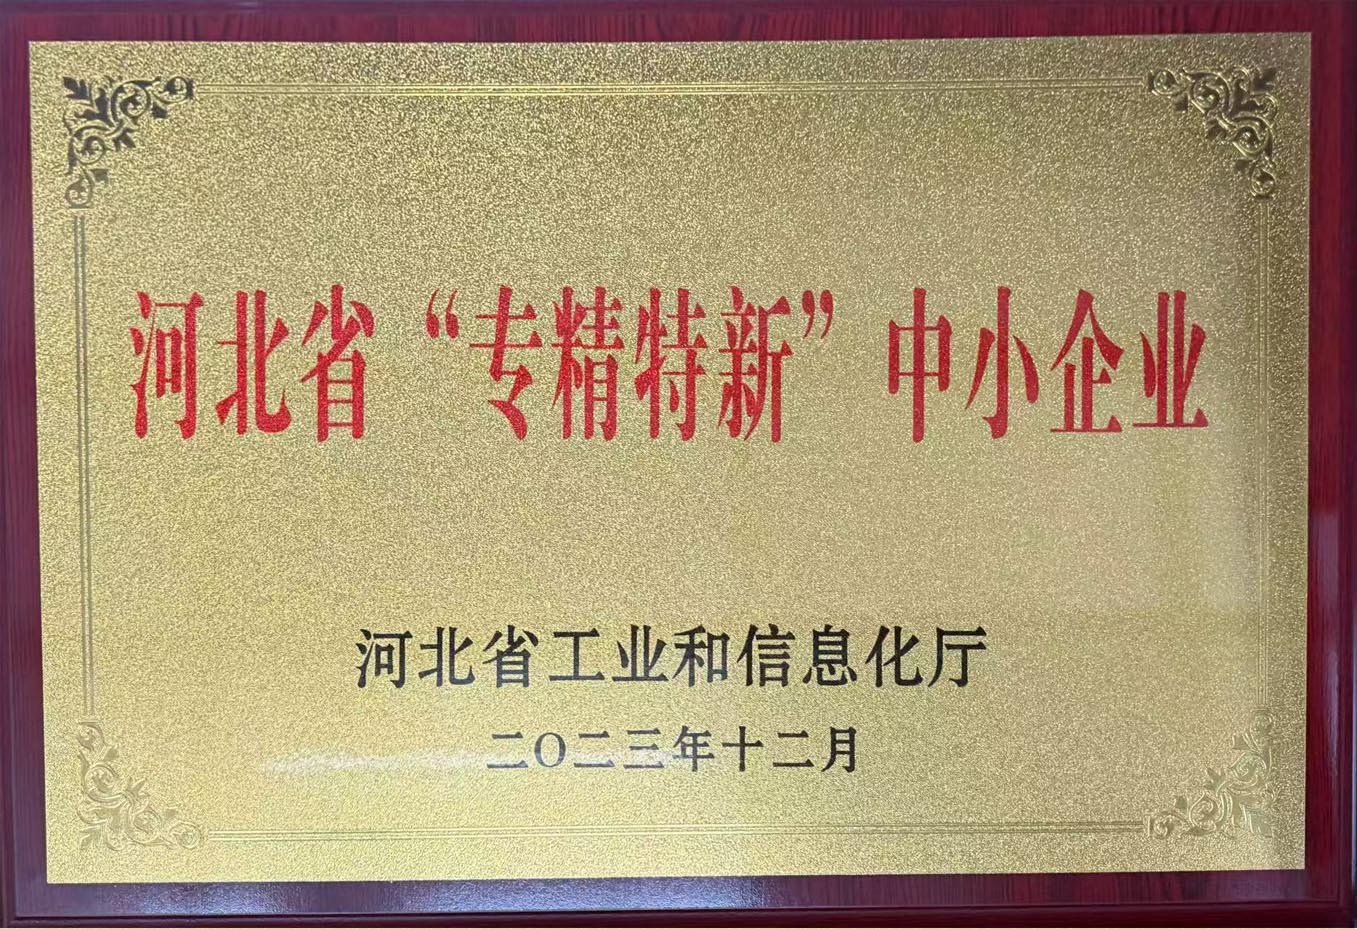 河北省“专精特新”中小企业
河北省工业和信息化厅
二〇二三年十二月